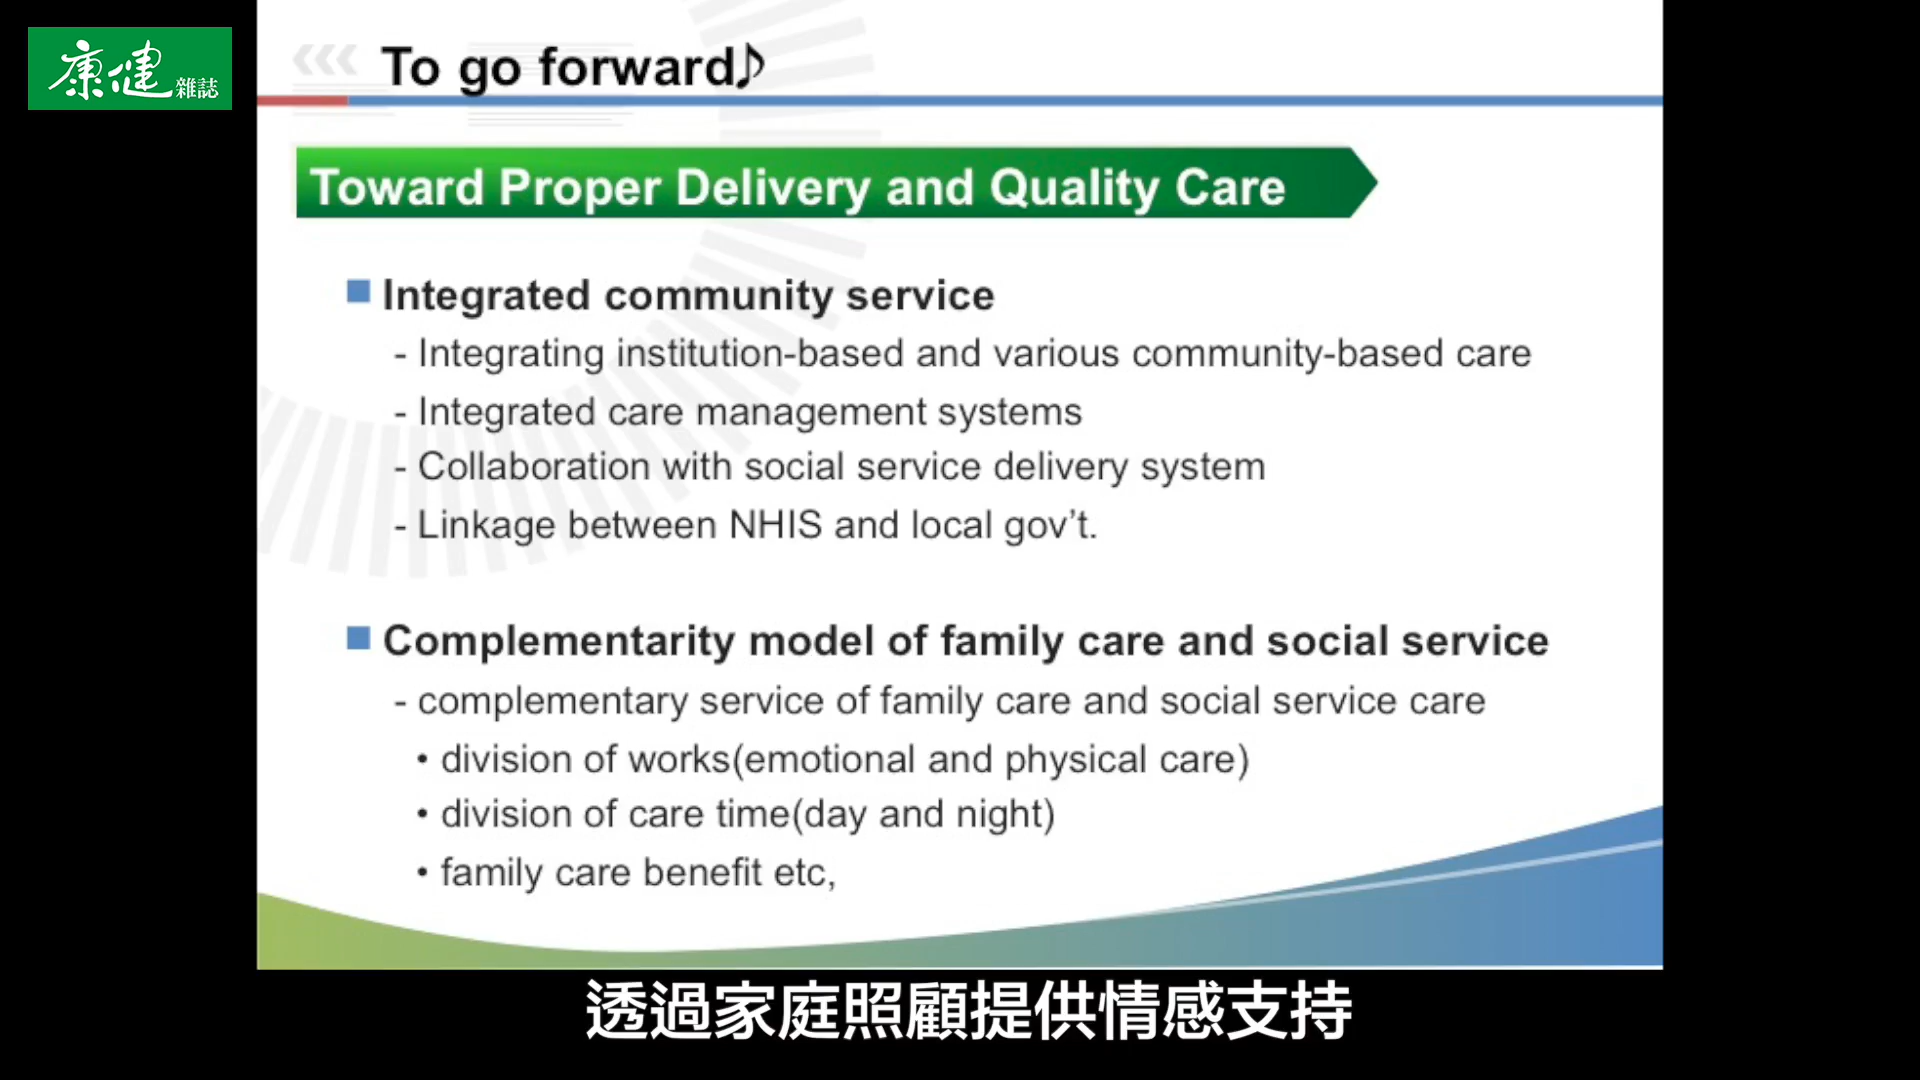 康健雜誌
To go forward♪
Toward Proper Delivery and Quality Care
Integrated community service
- Integrating institution-based and various community-based care
- Integrated care management systems
- Collaboration with social service delivery system
- Linkage between NHIS and local gov’t.
Complementarity model of family care and social service
- complementary service of family care and social service care
• division of works(emotional and physical care)
• division of care time(day and night)
• family care benefit etc,
透過家庭照顧提供情感支持